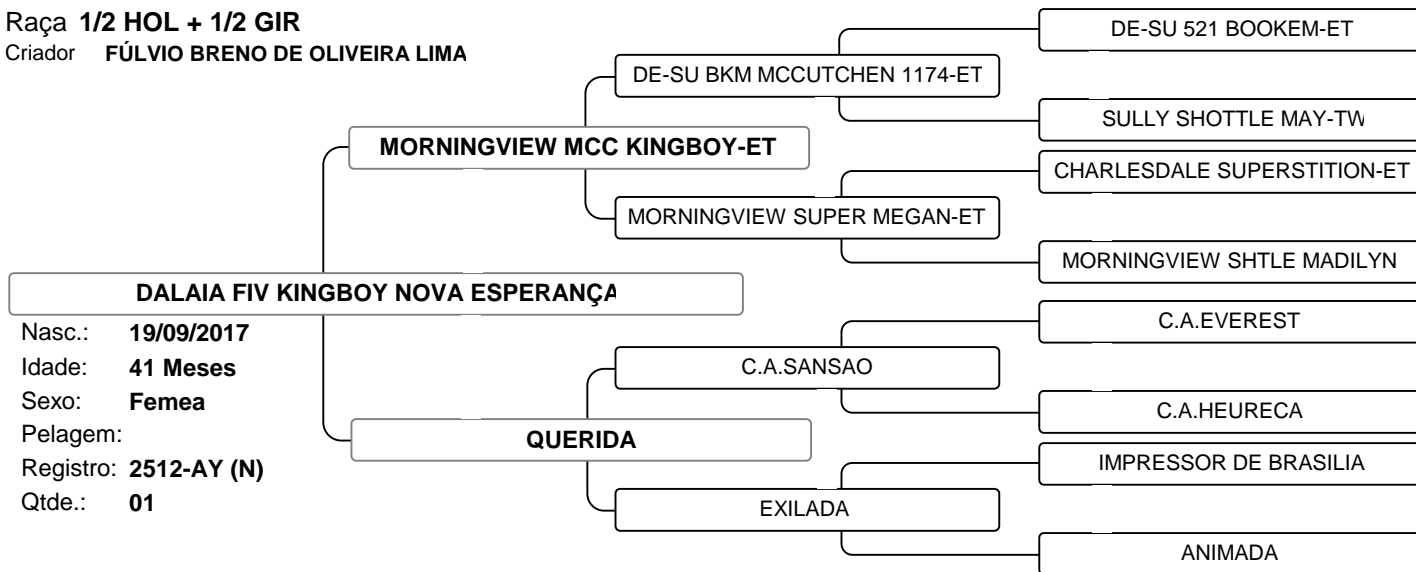 Raça 1/2 HOL + 1/2 GIR
Criador FÚLVIO BRENO DE OLIVEIRA LIMA
DE-SU 521 BOOKEM-ET
DE-SU BKM MCCUTCHEN 1174-ET
SULLY SHOTTLE MAY-TW
MORNINGVIEW MCC KINGBOY-ET
CHARLESDALE SUPERSTITION-ET
MORNINGVIEW SUPER MEGAN-ET
MORNINGVIEW SHTLE MADILYN
DALAIA FIV KINGBOY NOVA ESPERANÇA
Nasc.: 19/09/2017
Idade: 41 Meses
Sexo: Femea
Pelagem:
Registro: 2512-AY (N)
Qtde.: 01
C.A.EVEREST
C.A.SANSAO
C.A.HEURECA
QUERIDA
IMPRESSOR DE BRASILIA
EXILADA
ANIMADA